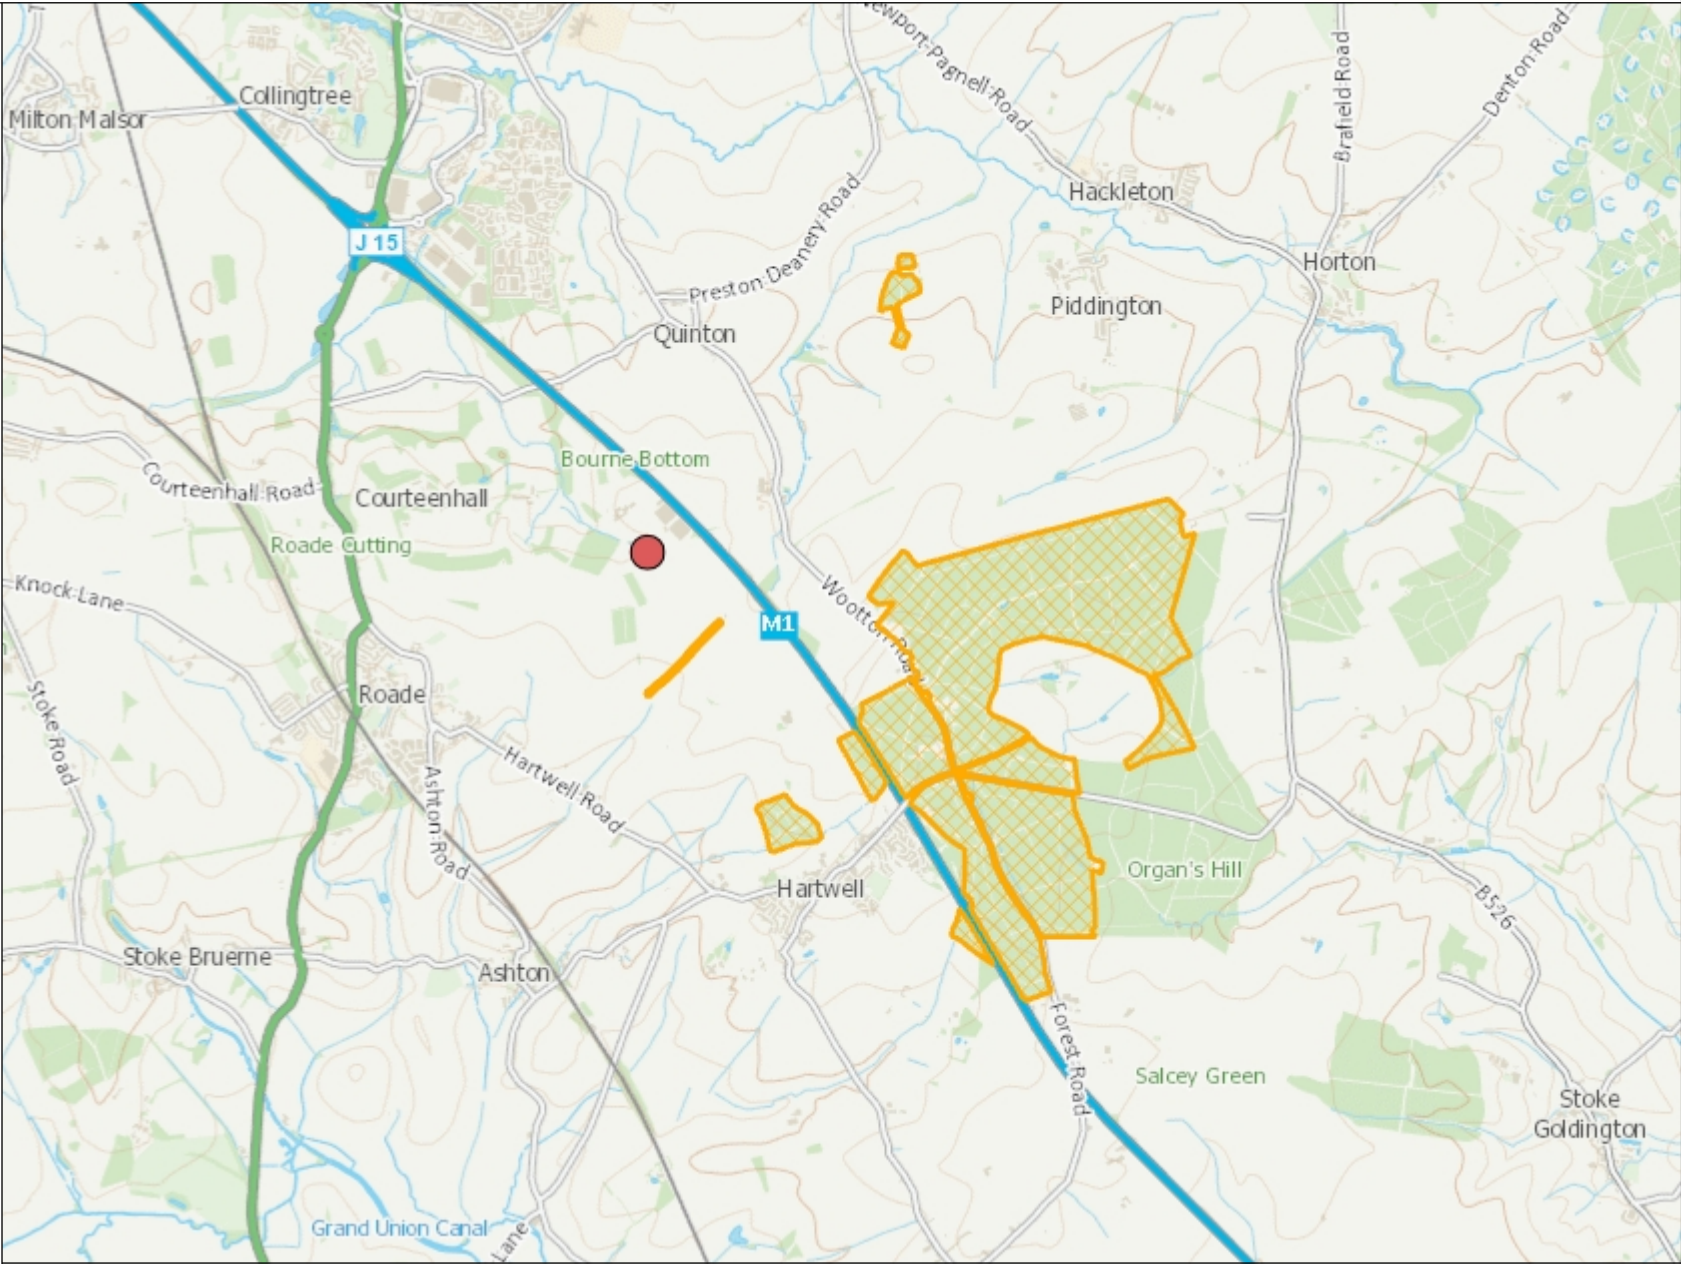 Newport Pagnell Road
Denton Road
Brafield Road
Collingtree
Milton Malsor
Hackleton
Preston Deanery Road
J 15
Horton
Piddington
Quinton
Bourne Bottom
Courteenhall Road
Courteenhall
Roade Cutting
Knock Lane
Wootton Road
M1
Stoke Road
Roade
Hartwell Road
Ashton Road
Organ's Hill
Hartwell
B526
Stoke Bruerne
Ashton
Forest Road
Salcey Green
Stoke
Goldington
Grand Union Canal
Lane